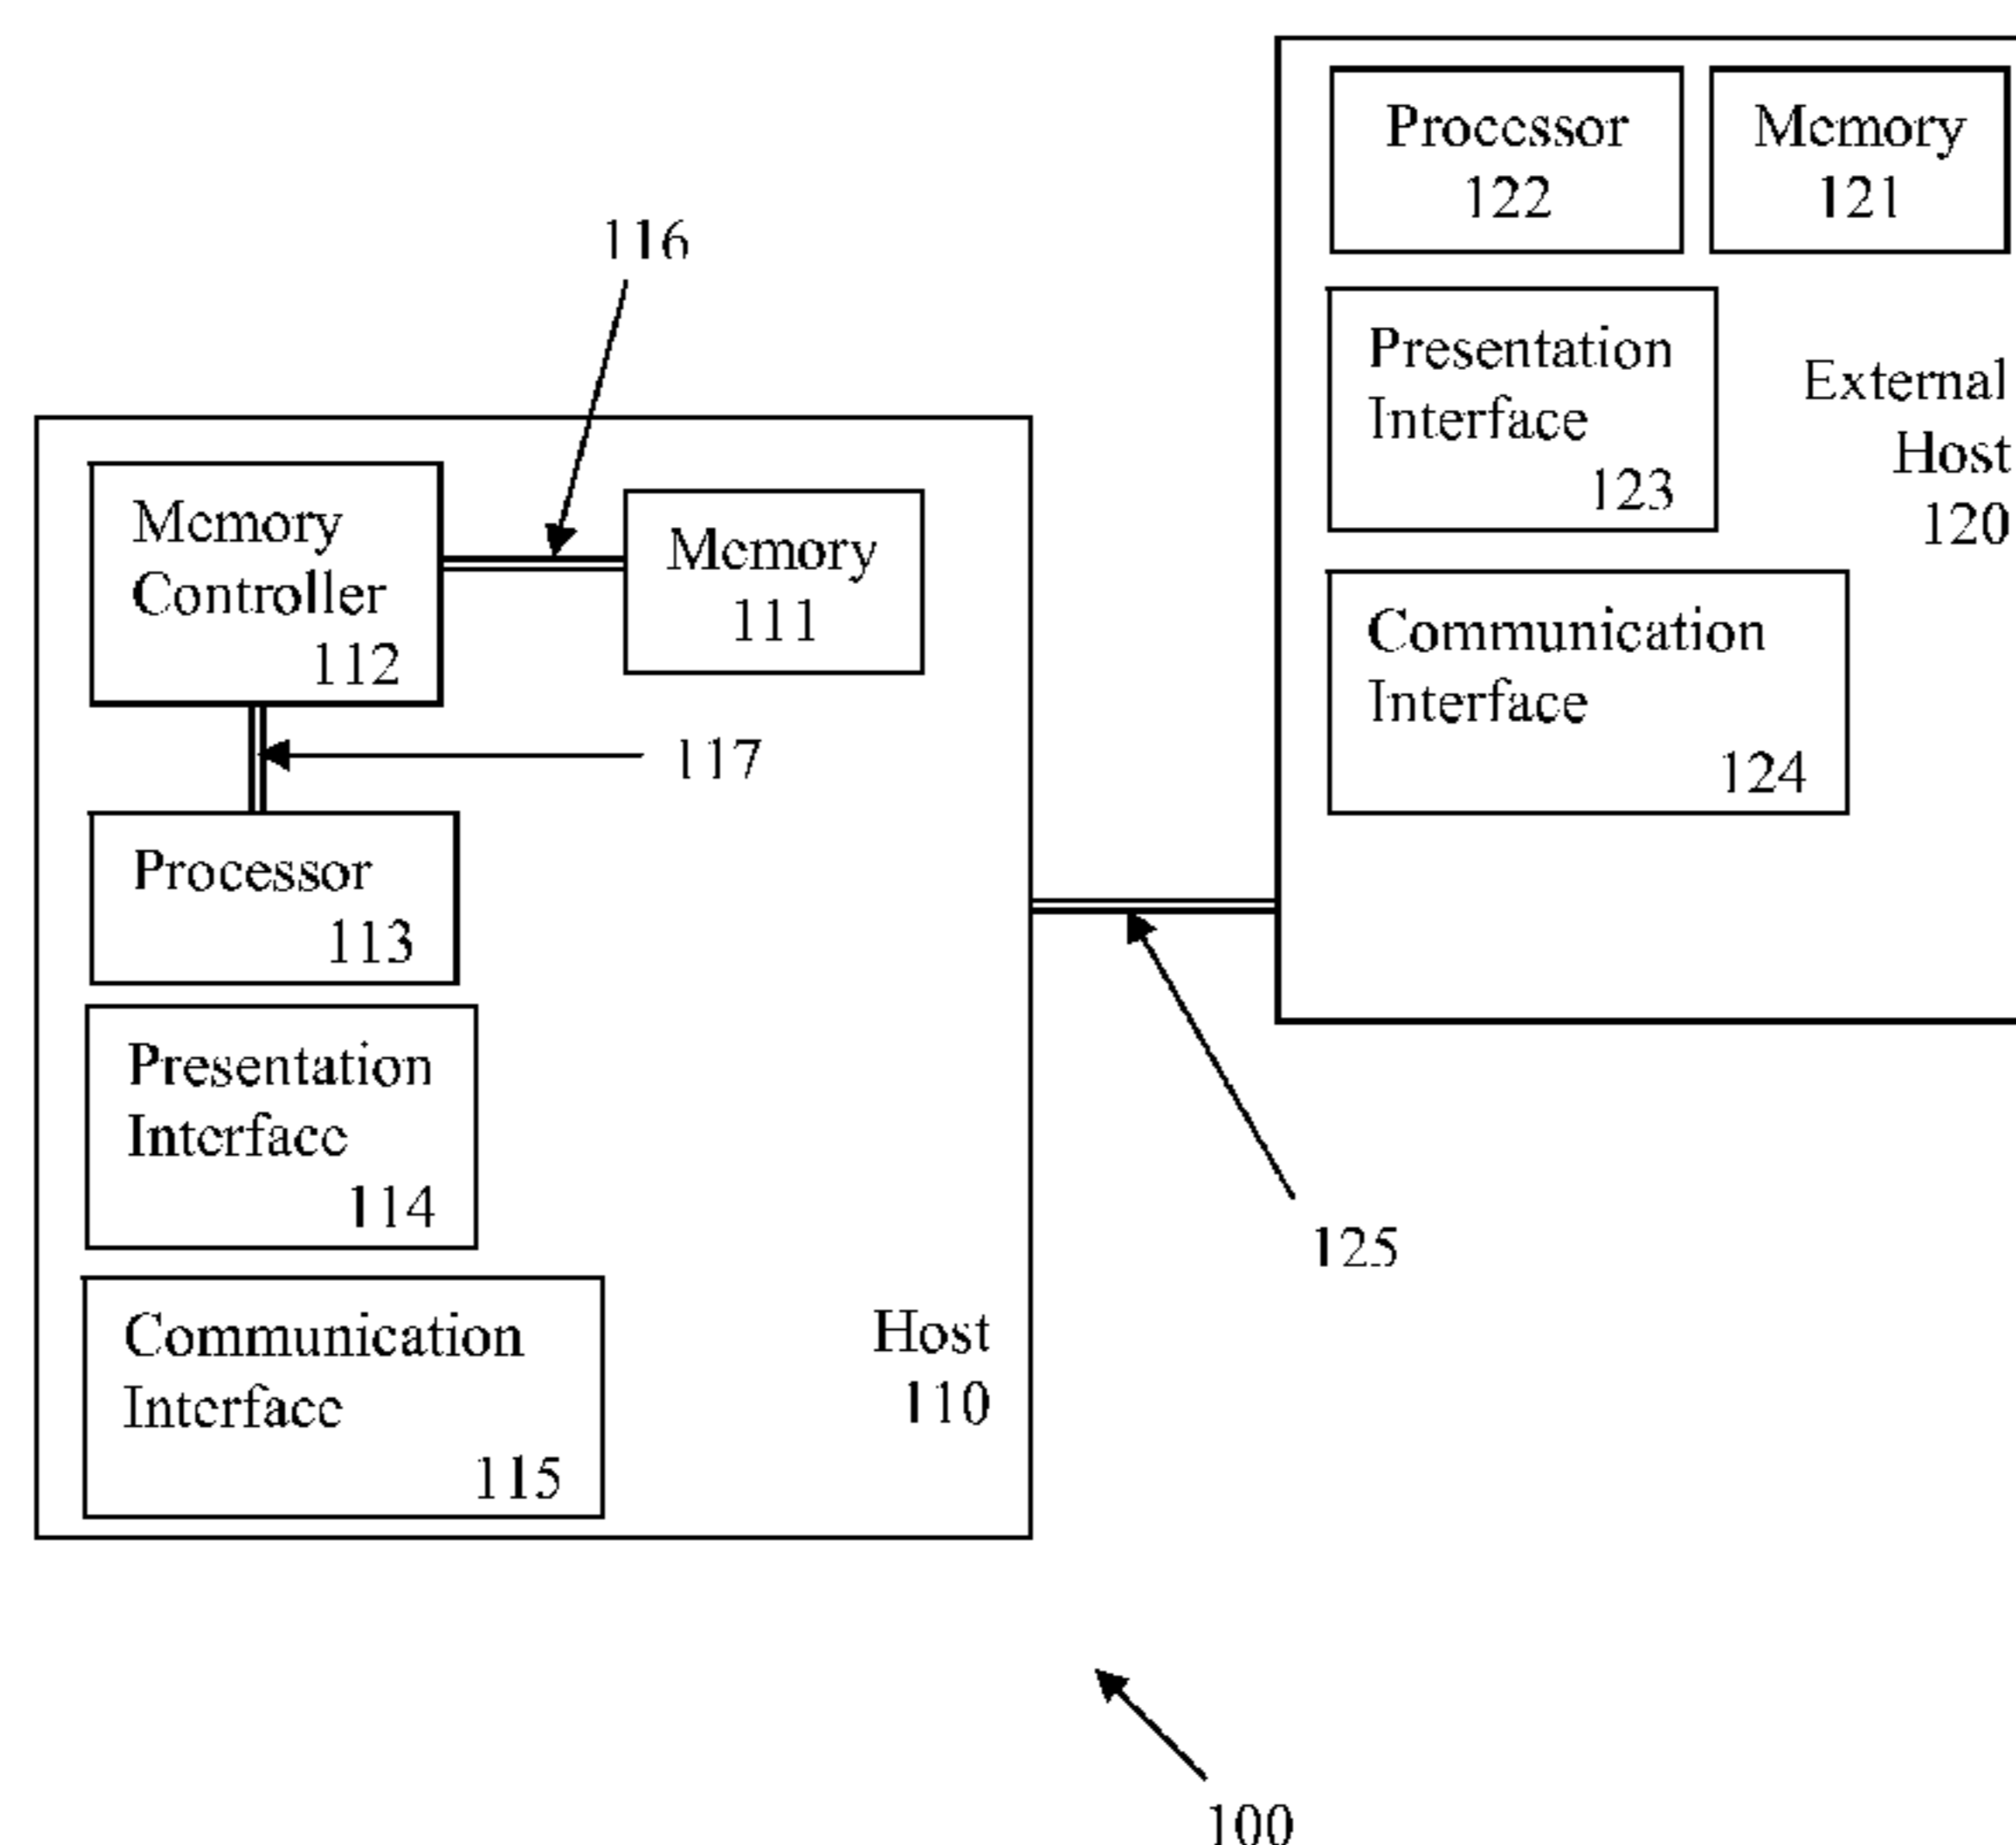 Processor
122
Memory
121
116
Presentation
Interface
123
External
Host
120
Memory
Controller
112
Memory
111
Communication
Interface
124
117
Processor
113
Presentation
Interface
114
125
Communication
Interface
115
Host
110
100